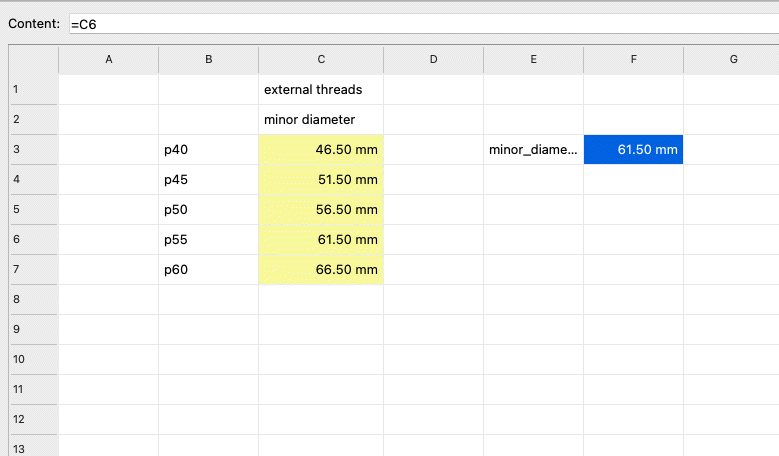 Content: =C6
A B C D E F G
1 external threads
2 minor diameter
3 p40 46.50 mm minor_diame... 61.50 mm
4 p45 51.50 mm
5 p50 56.50 mm
6 p55 61.50 mm
7 p60 66.50 mm
8
9
10
11
12
13